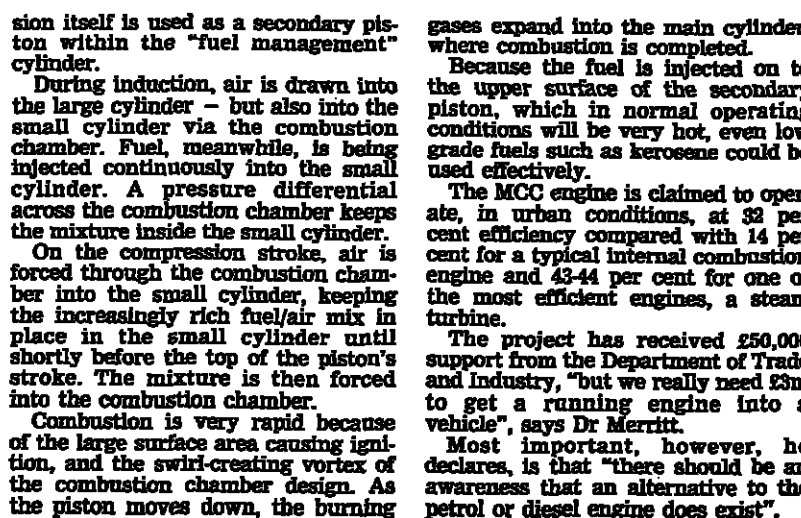 sion itself is used as a secondary pis-
ton within the "fuel management"
cylinder.
During induction, air is drawn into
the large cylinder — but also into the
small cylinder via the combustion
chamber. Fuel, meanwhile, is being
injected continuously into the small
cylinder. A pressure differential
across the combustion chamber keeps
the mixture inside the small cylinder.
On the compression stroke, air is
forced through the combustion cham-
ber into the small cylinder, keeping
the increasingly rich fuel/air mix in
place in the small cylinder until
shortly before the top of the piston's
stroke. The mixture is then forced
into the combustion chamber.
Combustion is very rapid because
of the large surface area causing igni-
tion, and the swirl-creating vortex of
the combustion chamber design. As
the piston moves down, the burning
gases expand into the main cylinder
where combustion is completed.
Because the fuel is injected on to
the upper surface of the secondary
piston, which in normal operating
conditions will be very hot, even low
grade fuels such as kerosene could be
used effectively.
The MCC engine is claimed to oper-
ate, in urban conditions, at 32 per
cent efficiency compared with 14 per
cent for a typical internal combustion
engine and 43-44 per cent for one of
the most efficient engines, a steam
turbine.
The project has received £50,000
support from the Department of Trade
and Industry, "but we really need £3m
to get a running engine into a
vehicle", says Dr Merritt.
Most important, however, he
declares, is that "there should be an
awareness that an alternative to the
petrol or diesel engine does exist".